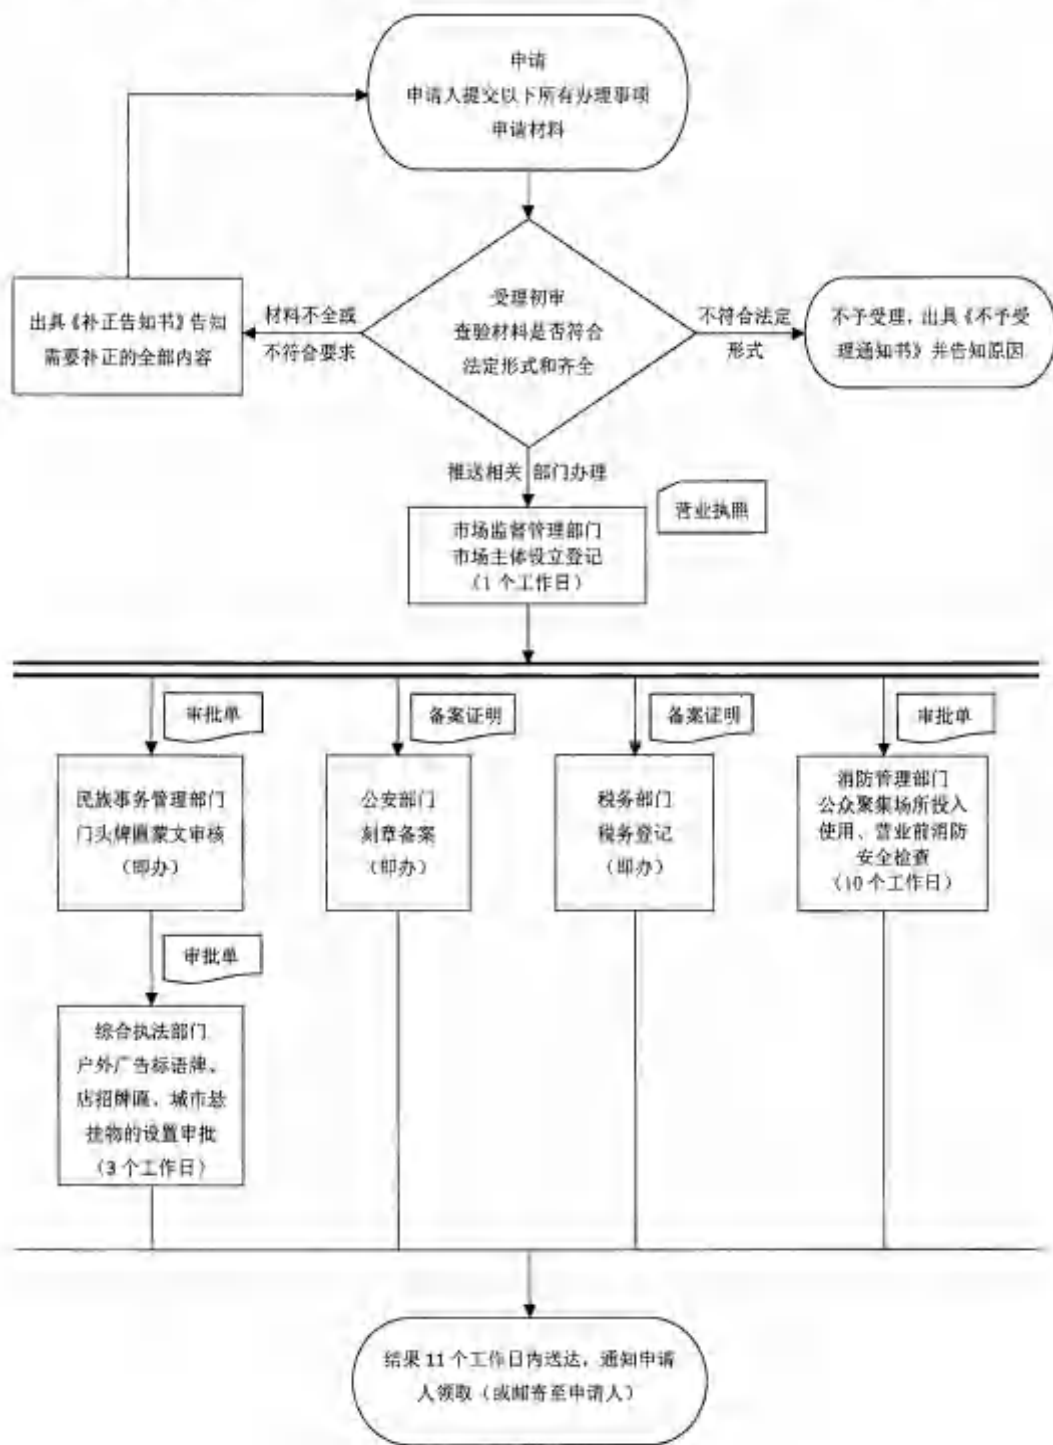 申请
申请人提交以下所有办理事项
申请材料
出具《补正告知书》告知
需要补正的全部内容
材料不全或
不符合要求
受理初审
查验材料是否符合
法定形式和齐全
不符合法定
形式
不予受理，出具《不予受
理通知书》并告知原因
推送相关 部门办理
营业执照
市场监督管理部门
市场主体设立登记
（1个工作日）
审批单
备案证明
备案证明
审批单
民族事务管理部门
门头牌匾蒙文审核
（即办）
公安部门
刻章备案
（即办）
税务部门
税务登记
（即办）
消防管理部门
公众聚集场所投入
使用、营业前消防
安全检查
（10个工作日）
审批单
综合执法部门
户外广告标语牌、
店招牌匾、城市悬
挂物的设置审批
（3个工作日）
结果11个工作日内送达，通知申请
人领取（或邮寄至申请人）